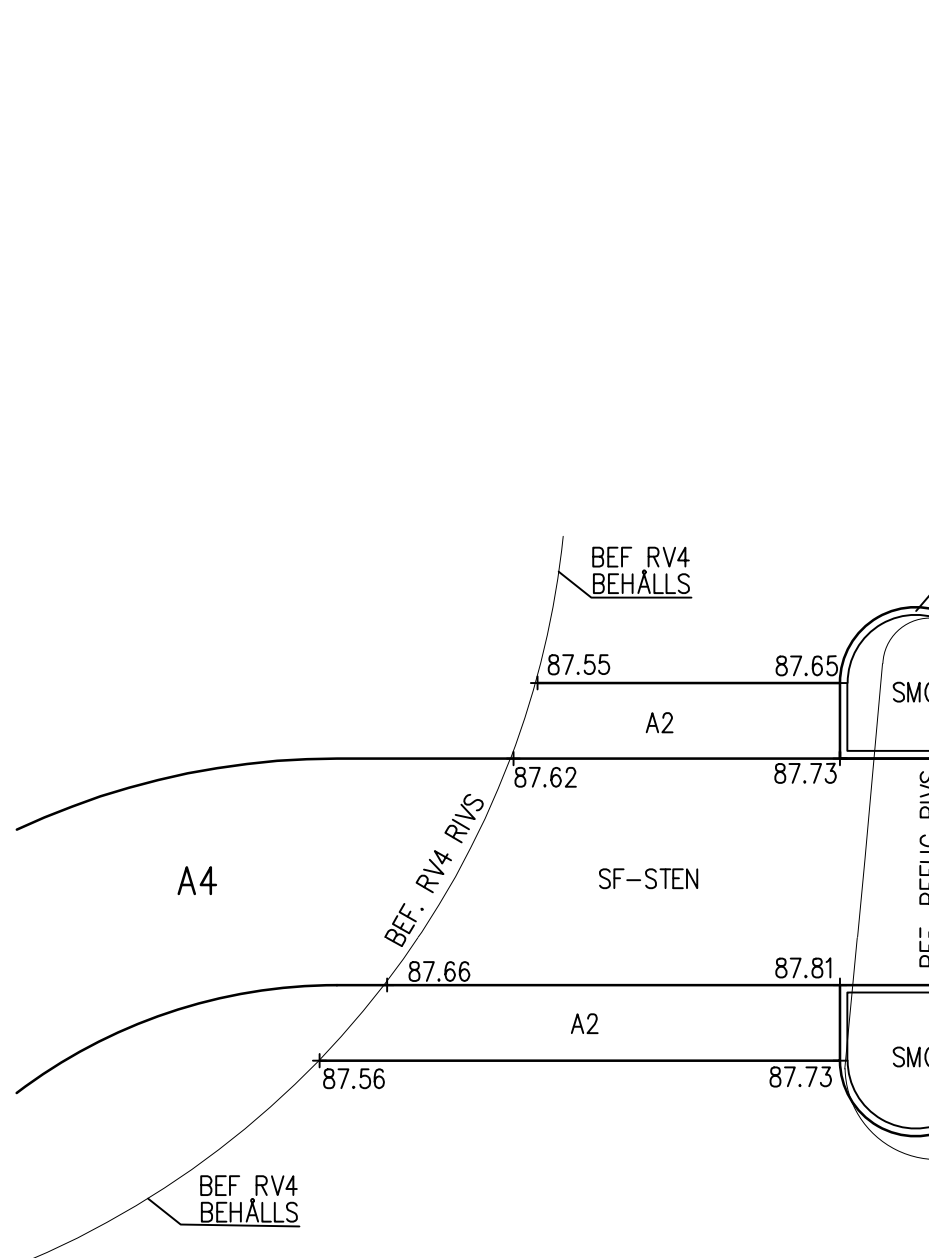 BEF RV4
BEHÅLLS
87.55
87.65
SMG
A2
87.62
87.73
BEF. RV4 RIVS
A4
SF-STEN
87.66
87.81
A2
87.56
87.73
BEF RV4
BEHÅLLS